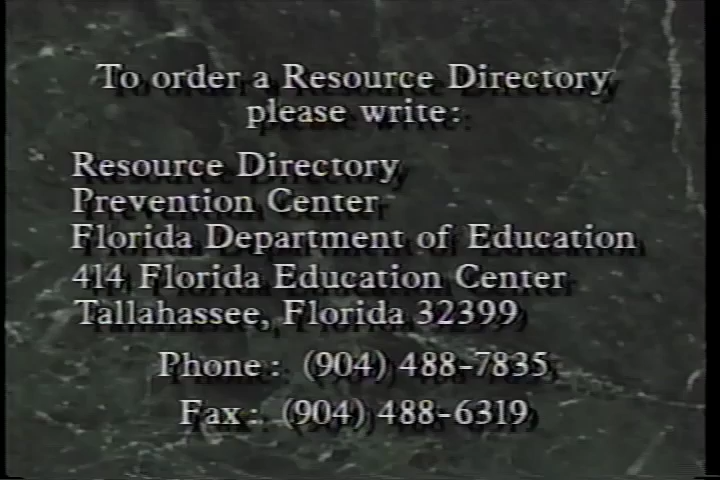 To order a Resource Directory
please write:
Resource Directory
Prevention Center
Florida Department of Education
414 Florida Education Center
Tallahassee, Florida 32399
Phone: (904) 488-7835
Fax: (904) 488-6319